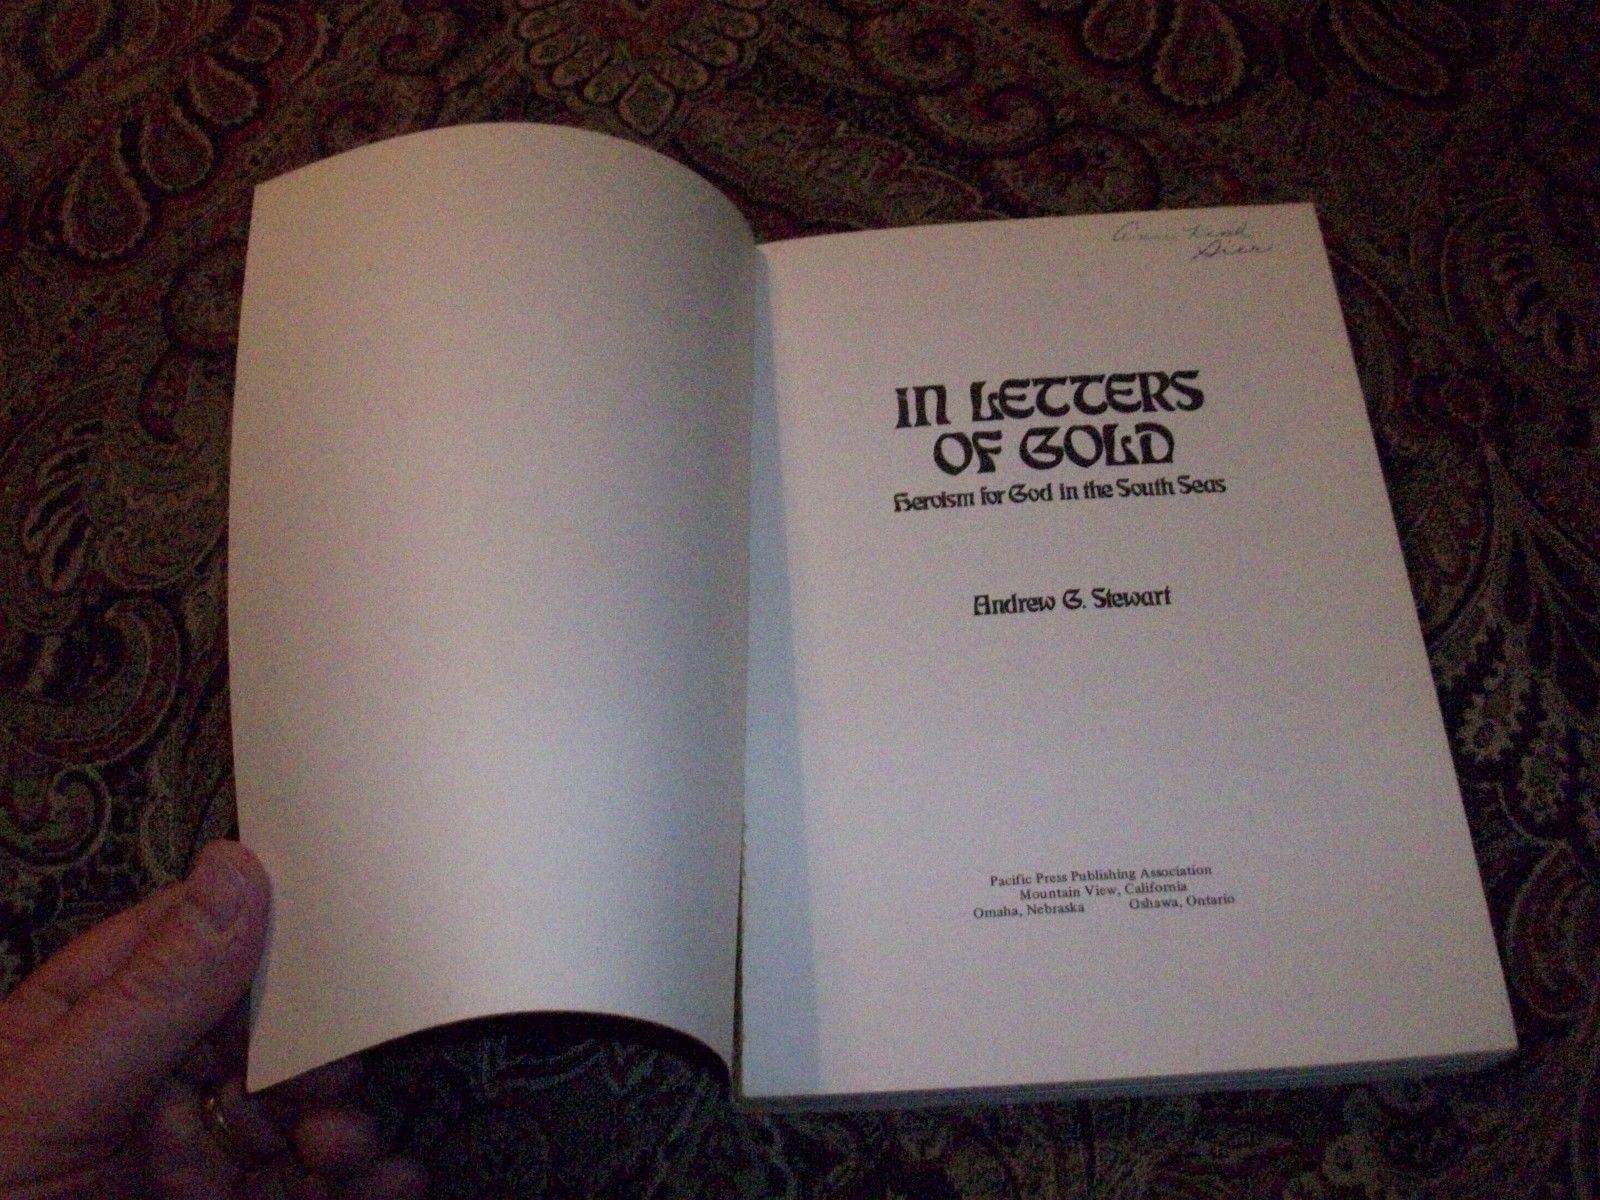 IN LETTERS
OF GOLD
Heroism for God in the South Seas
Andrew G. Stewart
Pacific Press Publishing Association
Mountain View, California
Omaha, Nebraska Oshawa, Ontario